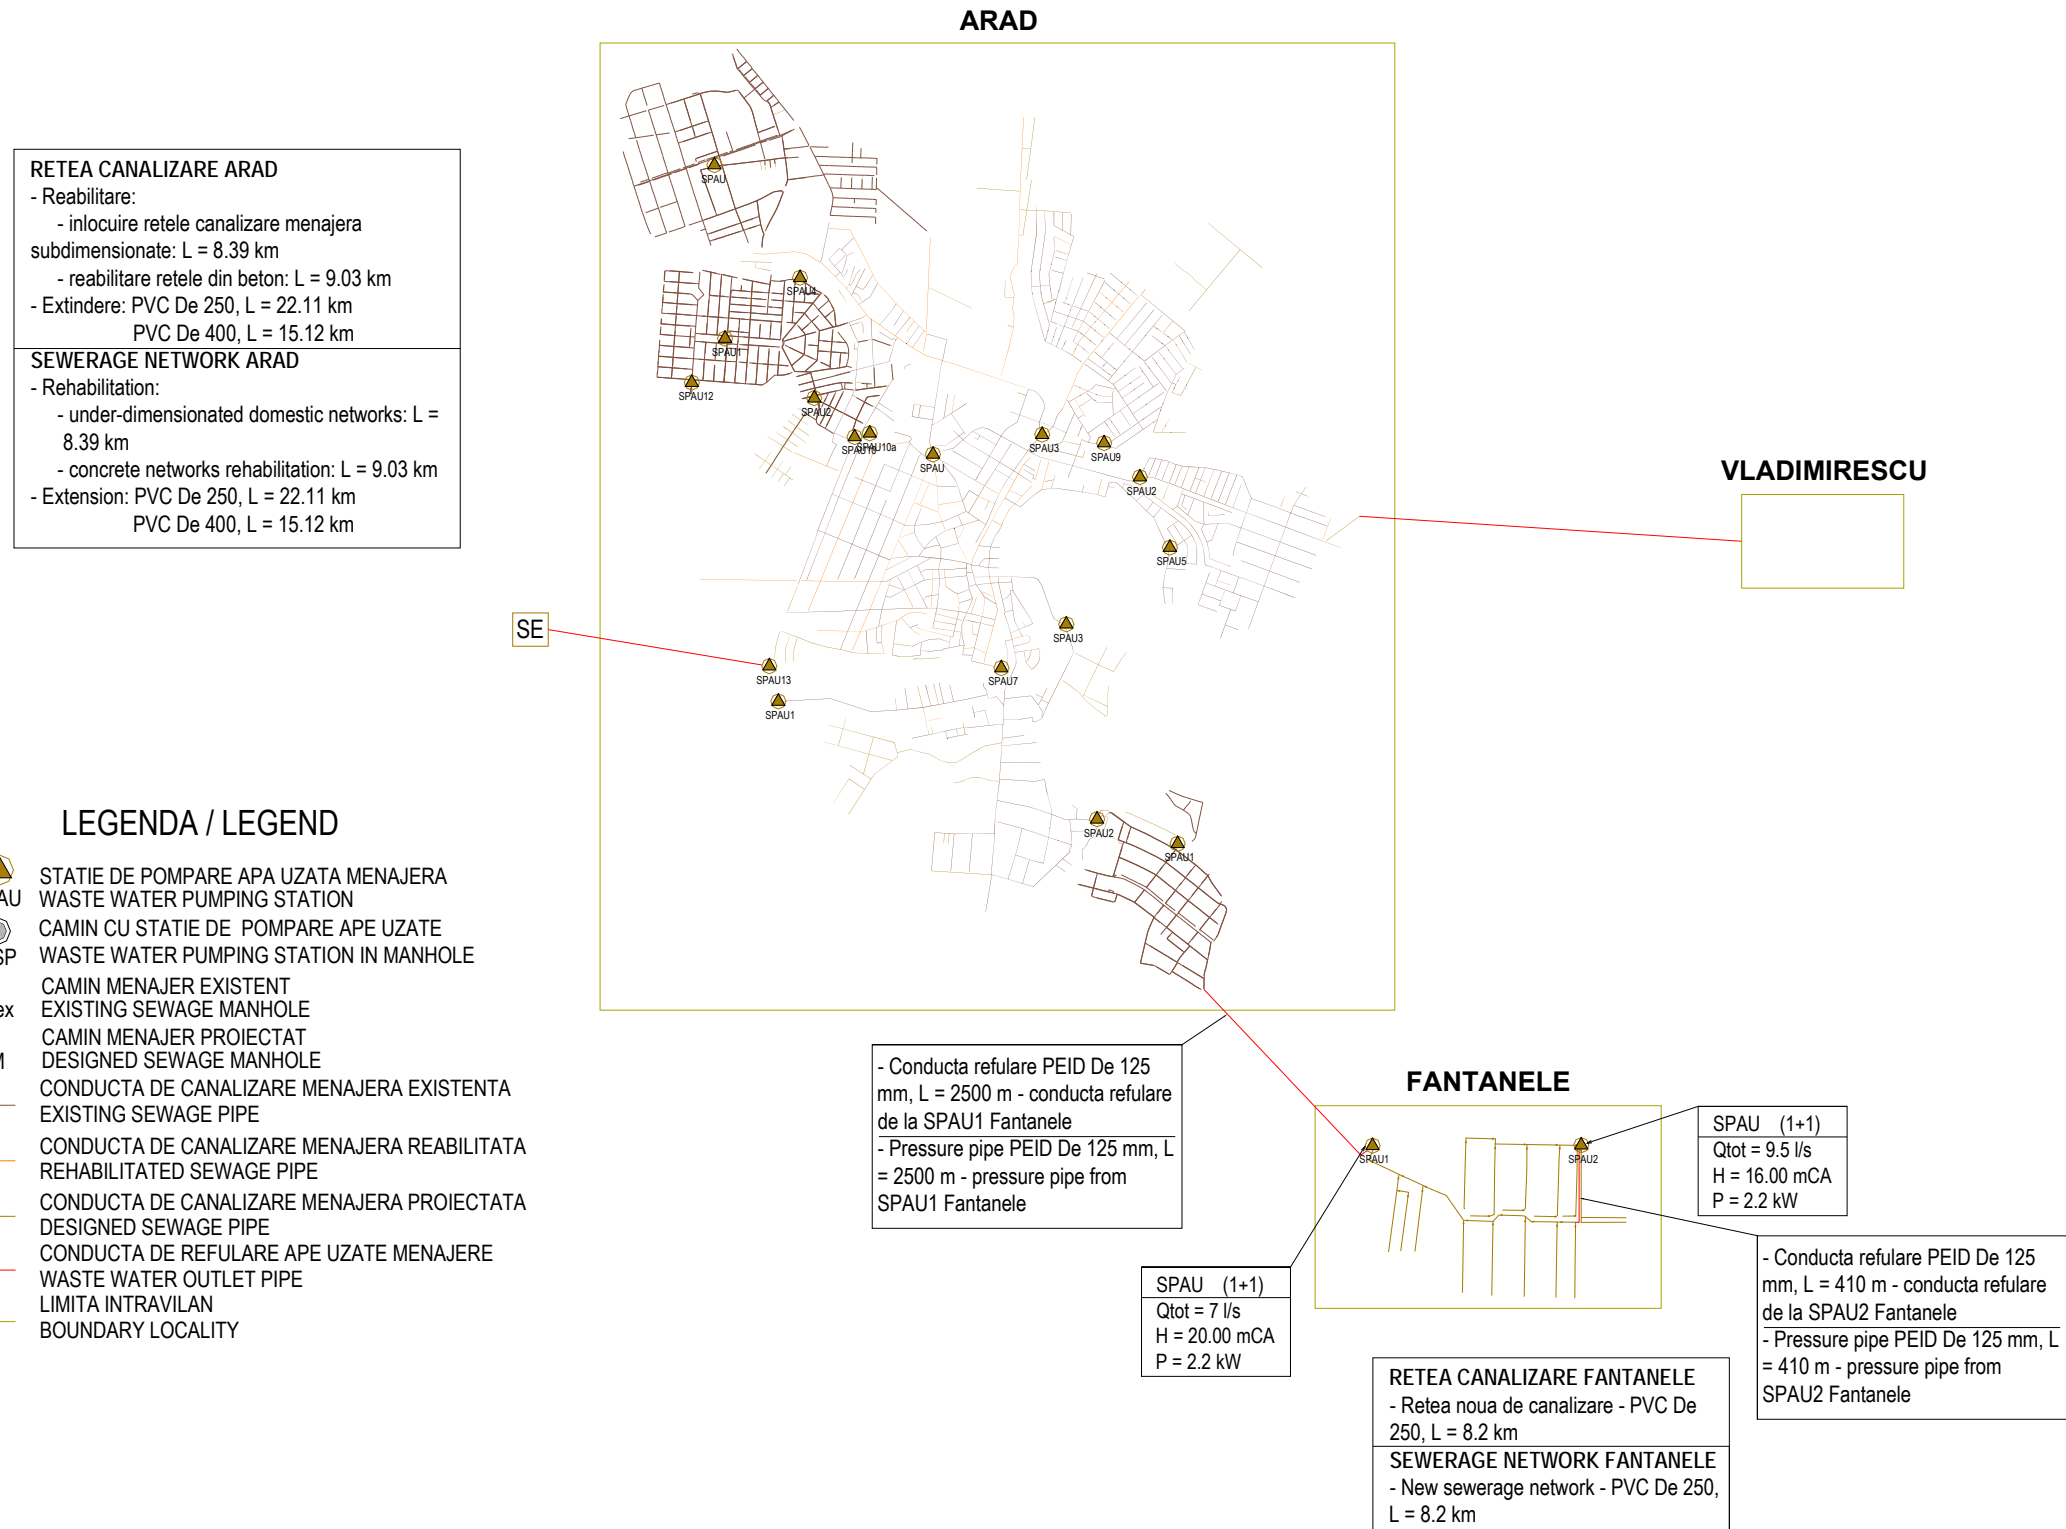 ARAD
RETEA CANALIZARE ARAD
- Reabilitare:
- inlocuire retele canalizare menajera
subdimensionate: L = 8.39 km
- reabilitare retele din beton: L = 9.03 km
- Extindere: PVC De 250, L = 22.11 km
PVC De 400, L = 15.12 km
SEWERAGE NETWORK ARAD
- Rehabilitation:
- under-dimensionated domestic networks: L =
8.39 km
- concrete networks rehabilitation: L = 9.03 km
- Extension: PVC De 250, L = 22.11 km
PVC De 400, L = 15.12 km
SPAU
SPAU4
SPAU1
SPAU12
SPAU2
SPAU10a
SPAU
SPAU3
SPAU9
SPAU2
SPAU5
SPAU3
SPAU7
SPAU13
SPAU1
SPAU2
SPAU1
VLADIMIRESCU
SE
LEGENDA / LEGEND
STATIE DE POMPARE APA UZATA MENAJERA
AU WASTE WATER PUMPING STATION
CAMIN CU STATIE DE POMPARE APE UZATE
SP WASTE WATER PUMPING STATION IN MANHOLE
CAMIN MENAJER EXISTENT
ex EXISTING SEWAGE MANHOLE
CAMIN MENAJER PROIECTAT
M DESIGNED SEWAGE MANHOLE
CONDUCTA DE CANALIZARE MENAJERA EXISTENTA
EXISTING SEWAGE PIPE
CONDUCTA DE CANALIZARE MENAJERA REABILITATA
REHABILITATED SEWAGE PIPE
CONDUCTA DE CANALIZARE MENAJERA PROIECTATA
DESIGNED SEWAGE PIPE
CONDUCTA DE REFULARE APE UZATE MENAJERE
WASTE WATER OUTLET PIPE
LIMITA INTRAVILAN
BOUNDARY LOCALITY
- Conducta refulare PEID De 125
mm, L = 2500 m - conducta refulare
de la SPAU1 Fantanele
- Pressure pipe PEID De 125 mm, L
= 2500 m - pressure pipe from
SPAU1 Fantanele
FANTANELE
SPAU1
SPAU2
SPAU (1+1)
Qtot = 9.5 l/s
H = 16.00 mCA
P = 2.2 kW
SPAU (1+1)
Qtot = 7 l/s
H = 20.00 mCA
P = 2.2 kW
- Conducta refulare PEID De 125
mm, L = 410 m - conducta refulare
de la SPAU2 Fantanele
- Pressure pipe PEID De 125 mm, L
= 410 m - pressure pipe from
SPAU2 Fantanele
RETEA CANALIZARE FANTANELE
- Retea noua de canalizare - PVC De
250, L = 8.2 km
SEWERAGE NETWORK FANTANELE
- New sewerage network - PVC De 250,
L = 8.2 km